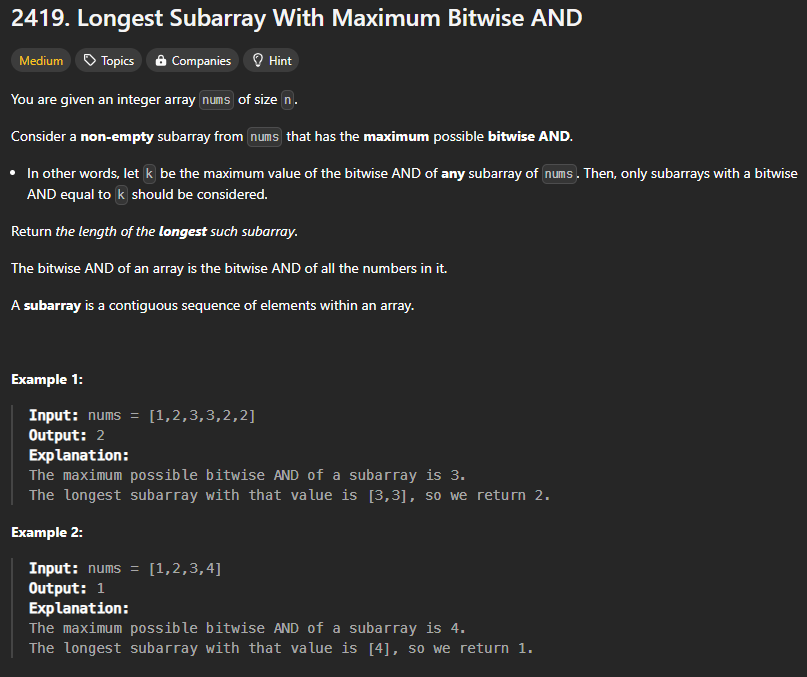 2419. Longest Subarray With Maximum Bitwise AND
Medium Topics Companies Hint
You are given an integer array nums of size n.
Consider a non-empty subarray from nums that has the maximum possible bitwise AND.
• In other words, let k be the maximum value of the bitwise AND of any subarray of nums. Then, only subarrays with a bitwise
AND equal to k should be considered.
Return the length of the longest such subarray.
The bitwise AND of an array is the bitwise AND of all the numbers in it.
A subarray is a contiguous sequence of elements within an array.
Example 1:
Input: nums = [1,2,3,3,2,2]
Output: 2
Explanation:
The maximum possible bitwise AND of a subarray is 3.
The longest subarray with that value is [3,3], so we return 2.
Example 2:
Input: nums = [1,2,3,4]
Output: 1
Explanation:
The maximum possible bitwise AND of a subarray is 4.
The longest subarray with that value is [4], so we return 1.